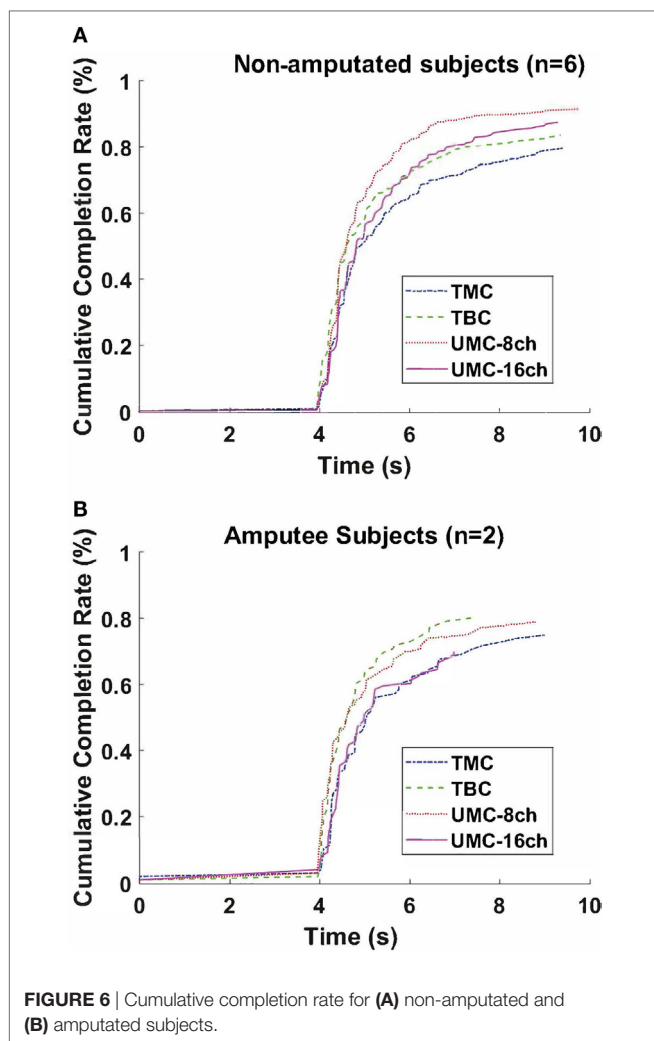 A
Non-amputated subjects (n=6)
Cumulative Completion Rate (%)
1
0.8
0.6
0.4
0.2
0
TMC
TBC
UMC-8ch
UMC-16ch
0 2 4 6 8 10
Time (s)
B
Amputee Subjects (n=2)
Cumulative Completion Rate (%)
1
0.8
0.6
0.4
0.2
0
TMC
TBC
UMC-8ch
UMC-16ch
0 2 4 6 8 10
Time (s)
FIGURE 6 | Cumulative completion rate for (A) non-amputated and
(B) amputated subjects.